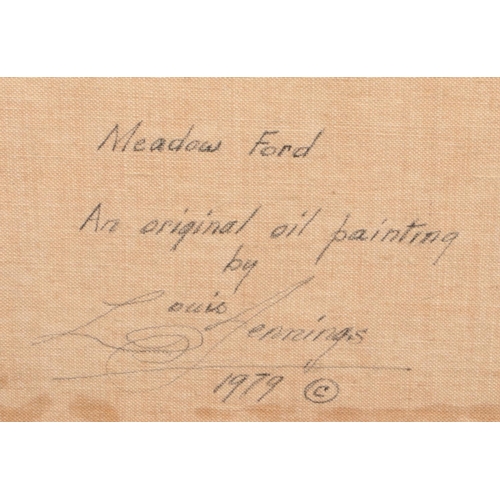 Meadow Ford
An original oil painting
by
Louis Jennings
1979 ©